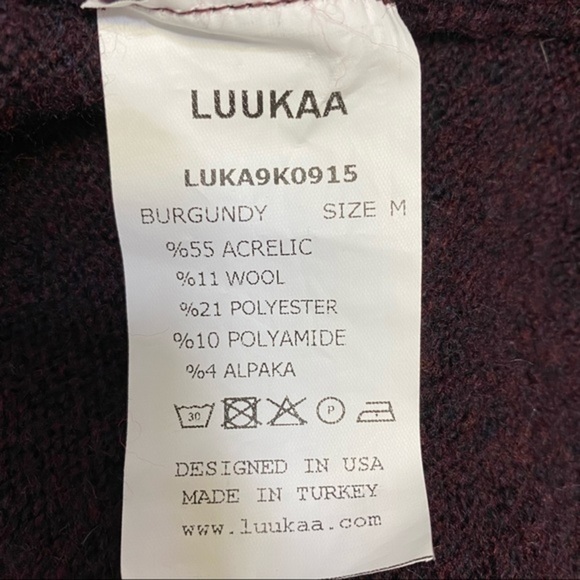 LUUKAA
LUKA9K0915
BURGUNDY SIZE M
%55 ACRELIC
%11 WOOL
%21 POLYESTER
%10 POLYAMIDE
%4 ALPAKA
30 P
DESIGNED IN USA
MADE IN TURKEY
www.luukaa.com